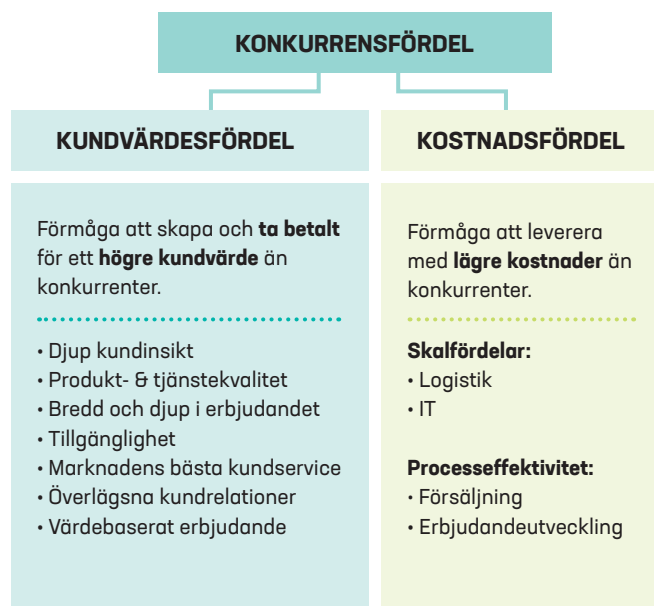 KONKURRENSFÖRDEL
KUNDVÄRDESFÖRDEL
Förmåga att skapa och ta betalt
för ett högre kundvärde än
konkurrenter.
• Djup kundinsikt
• Produkt- & tjänstekvalitet
• Bredd och djup i erbjudandet
• Tillgänglighet
• Marknadens bästa kundservice
• Överlägsna kundrelationer
• Värdebaserat erbjudande
KOSTNADSFÖRDEL
Förmåga att leverera
med lägre kostnader än
konkurrenter.
Skalfördelar:
• Logistik
• IT
Processeffektivitet:
• Försäljning
• Erbjudandeutveckling